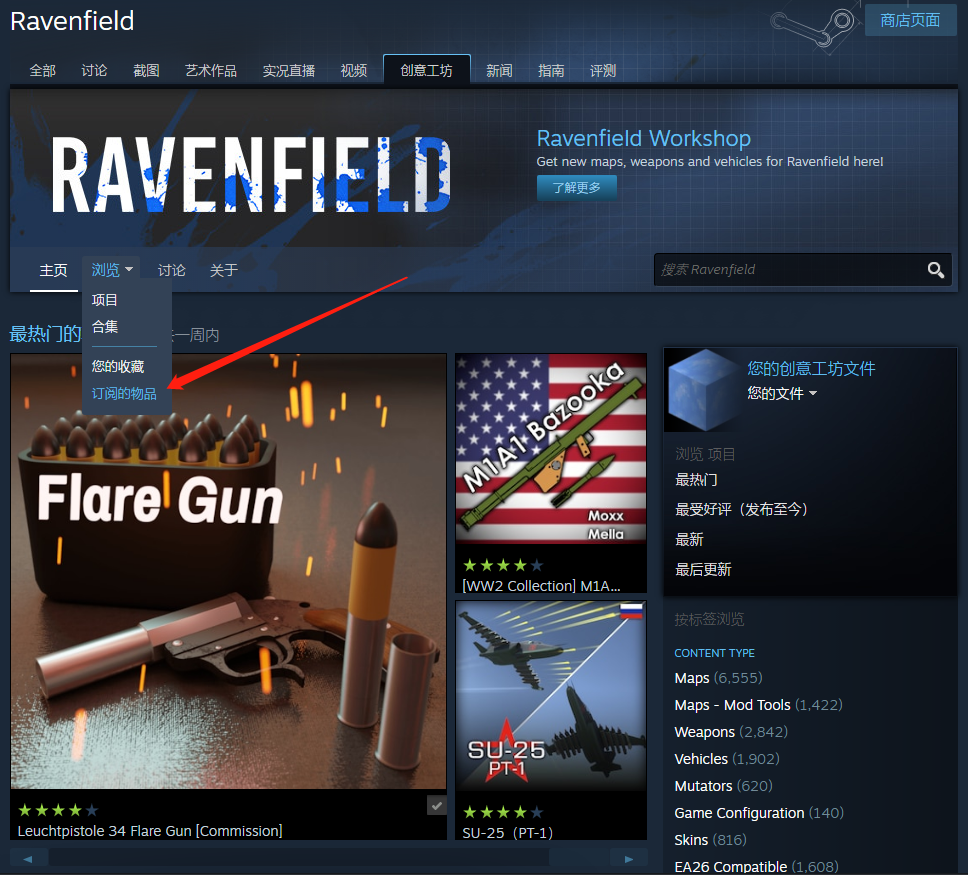 Ravenfield
商店页面
全部 讨论 截图 艺术作品 实况直播 视频 创意工坊 新闻 指南 评测
RAVENFIELD
Ravenfield Workshop
Get new maps, weapons and vehicles for Ravenfield here!
了解更多
主页 浏览 讨论 关于
搜索 Ravenfield
项目
合集
您的收藏
订阅的物品
最热门的
一周内
Flare Gun
Leuchtpistole 34 Flare Gun [Commission]
M1A1 Bazooka
Moxx
Mella
[WW2 Collection] M1A...
SU-25
PT-1
SU-25（PT-1）
您的创意工坊文件
您的文件
浏览 项目
最热门
最受好评（发布至今）
最新
最后更新
按标签浏览
CONTENT TYPE
Maps (6,555)
Maps - Mod Tools (1,422)
Weapons (2,842)
Vehicles (1,902)
Mutators (620)
Game Configuration (140)
Skins (816)
EA26 Compatible (1,608)